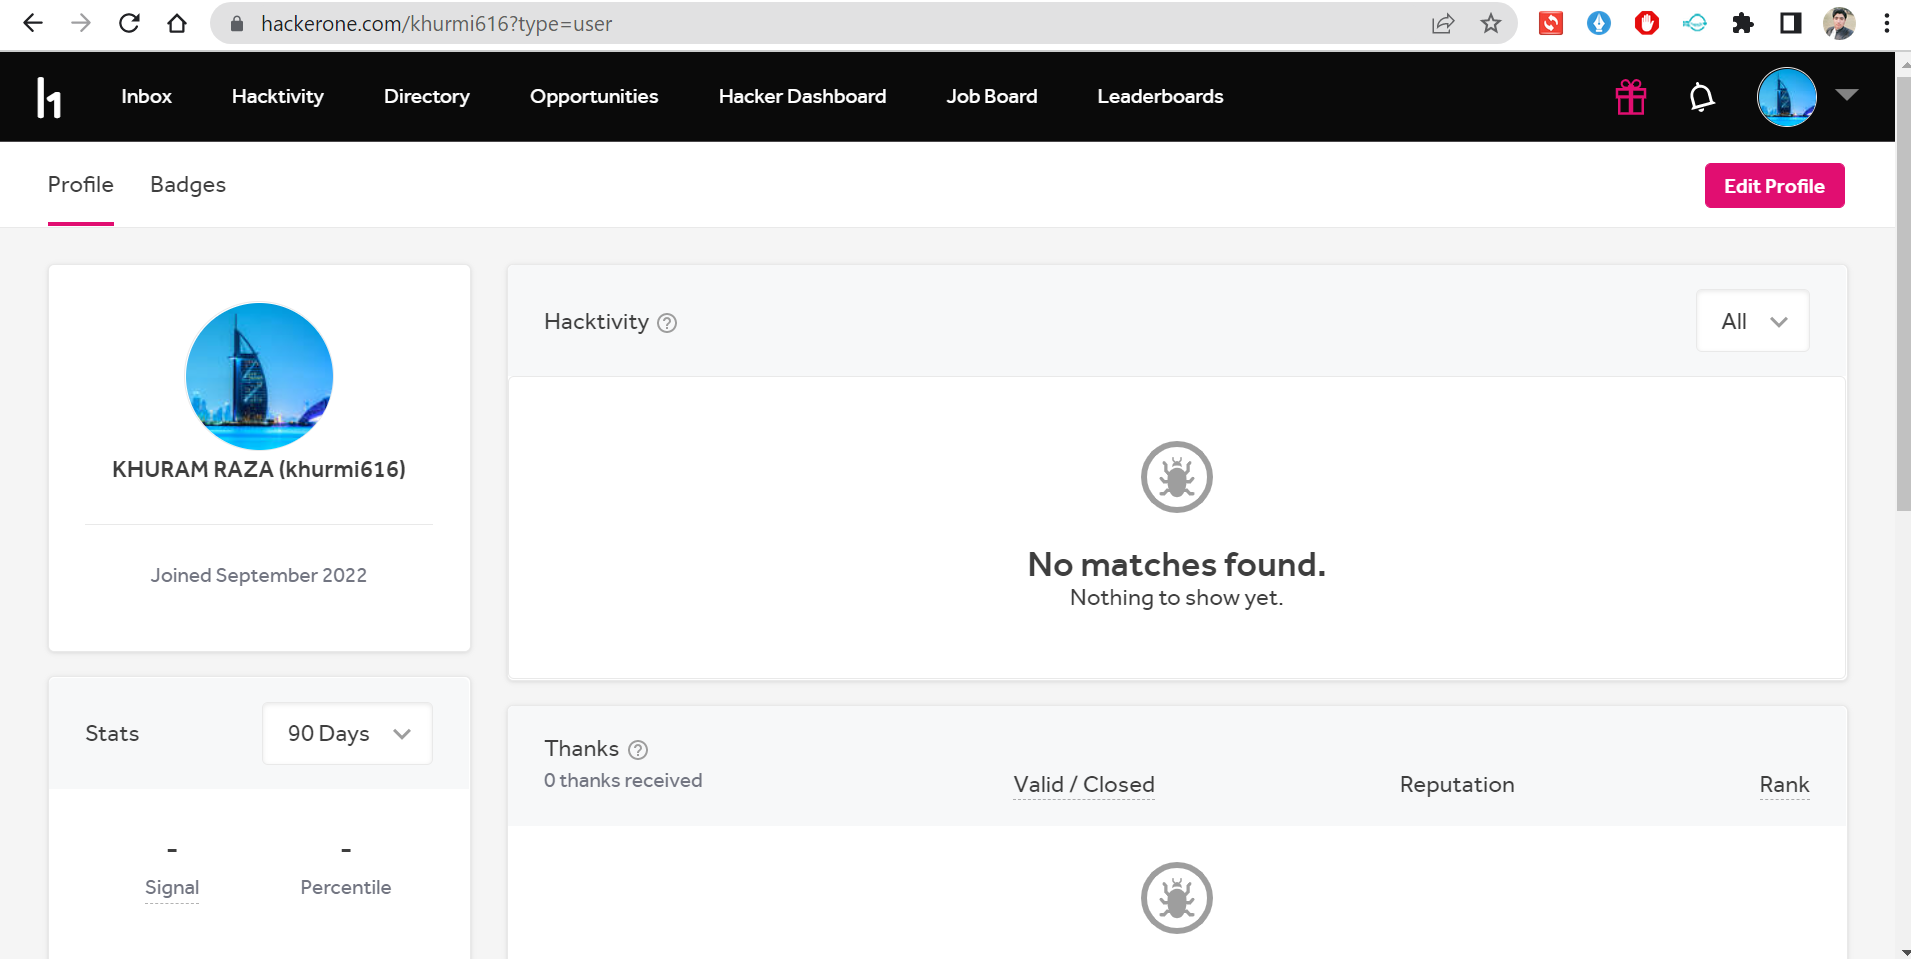 hackerone.com/khurmi616?type=user
Inbox Hacktivity Directory Opportunities Hacker Dashboard Job Board Leaderboards
Profile Badges Edit Profile
KHURAM RAZA (khurmi616)
Joined September 2022
Stats 90 Days
- -
Signal Percentile
Hacktivity ? All
No matches found.
Nothing to show yet.
Thanks ?
0 thanks received
Valid / Closed Reputation Rank